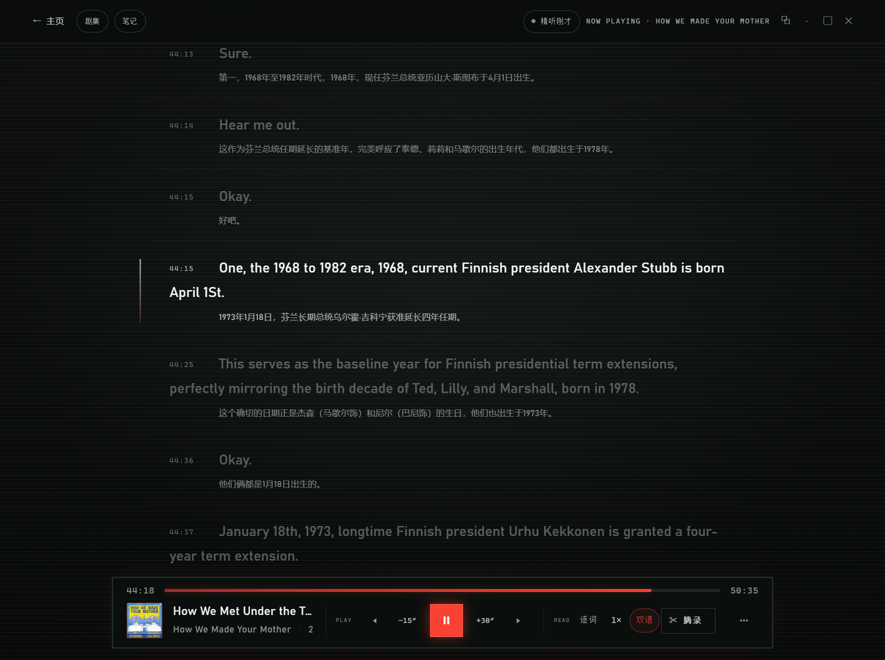 ← 主页 剧集 笔记 精听刚才 NOW PLAYING · HOW WE MADE YOUR MOTHER
44:13 Sure.
第一，1968年至1982年时代，1968年，现任芬兰总统亚历山大·斯图布于4月1日出生。
44:14 Hear me out.
这作为芬兰总统任期延长的基准年，完美呼应了泰德、莉莉和马歇尔的出生年代，他们都出生于1978年。
44:15 Okay.
好吧。
44:15 One, the 1968 to 1982 era, 1968, current Finnish president Alexander Stubb is born
April 1St.
1973年1月18日，芬兰长期总统乌尔霍·吉科宁获准延长四年任期。
44:25 This serves as the baseline year for Finnish presidential term extensions,
perfectly mirroring the birth decade of Ted, Lilly, and Marshall, born in 1978.
这个确切的日期正是杰森（马歇尔饰）和尼尔（巴尼饰）的生日，他们也出生于1973年。
44:36 Okay.
他们俩都是1月18日出生的。
44:37 January 18th, 1973, longtime Finnish president Urhu Kekkonen is granted a four-
year term extension.
44:18 50:35
How We Met Under the T...
How We Made Your Mother 2
PLAY -15" +30" READ 逐词 1× 双语 摘录 ...
HOW WE MADE
YOUR MOTHER